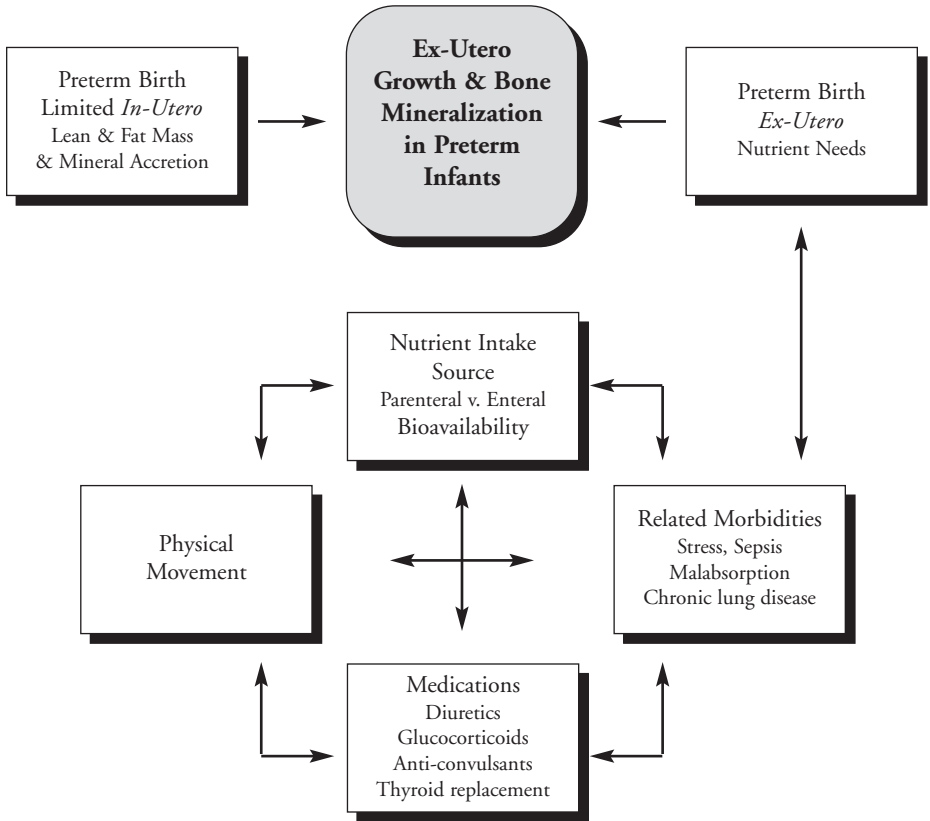 Preterm Birth
Limited In-Utero
Lean & Fat Mass
& Mineral Accretion
Ex-Utero
Growth & Bone
Mineralization
in Preterm
Infants
Preterm Birth
Ex-Utero
Nutrient Needs
Nutrient Intake
Source
Parenteral v. Enteral
Bioavailability
Physical
Movement
Related Morbidities
Stress, Sepsis
Malabsorption
Chronic lung disease
Medications
Diuretics
Glucocorticoids
Anti-convulsants
Thyroid replacement